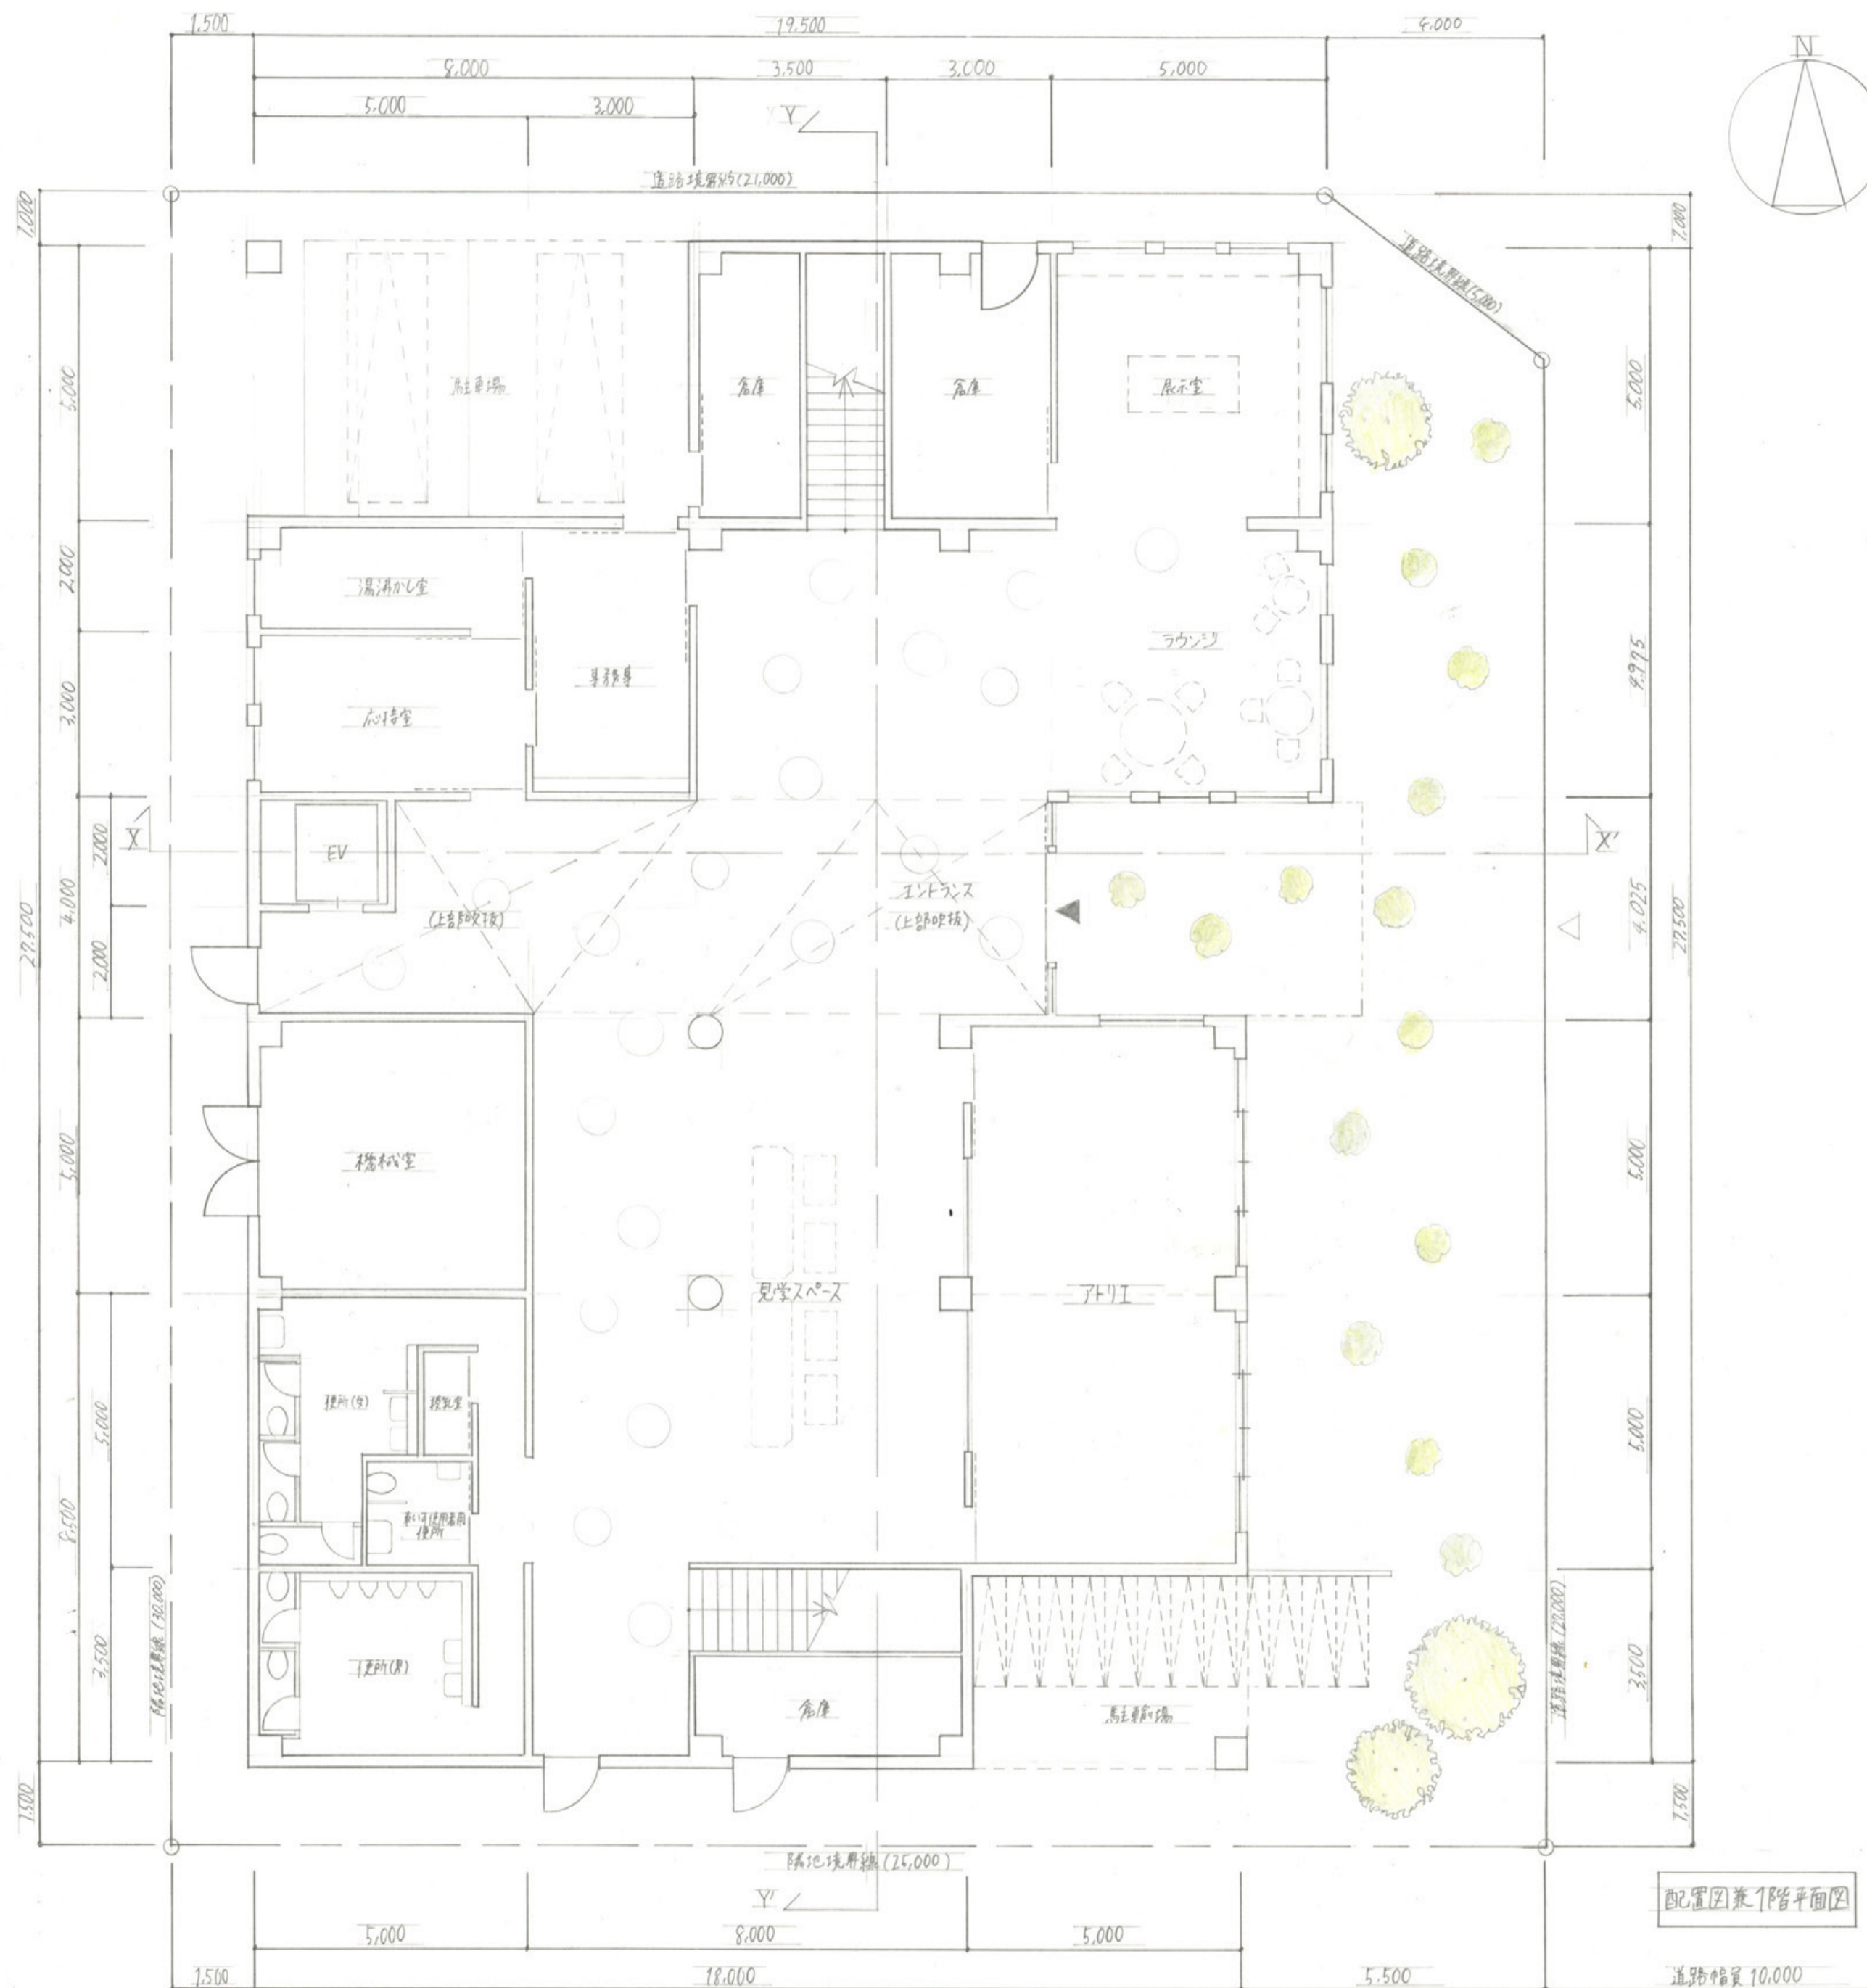 1,500
19,500
4,000
N
8,000
3,500
3,000
5,000
5,000
3,000
Y
道路境界線(21,000)
1,000
1,000
道路境界線(5,000)
5,000
駐車場
倉庫
倉庫
展示室
5,000
2,000
湯沸かし室
ラウンジ
4,975
3,000
応接室
事務室
X
2,000
EV
X'
エントランス
(上部吹抜)
(上部吹抜)
4,000
4,025
27,500
27,500
2,000
5,000
機械室
5,000
見学スペース
アトリエ
便所(女)
授乳室
5,000
5,000
8,500
車いす使用者用
便所
隣地境界線(30,000)
道路境界線(27,000)
3,500
便所(男)
倉庫
駐車輪場
3,500
1,500
1,500
隣地境界線(25,000)
Y'
配置図兼1階平面図
5,000
8,000
5,000
1,500
18,000
5,500
道路幅員 10,000